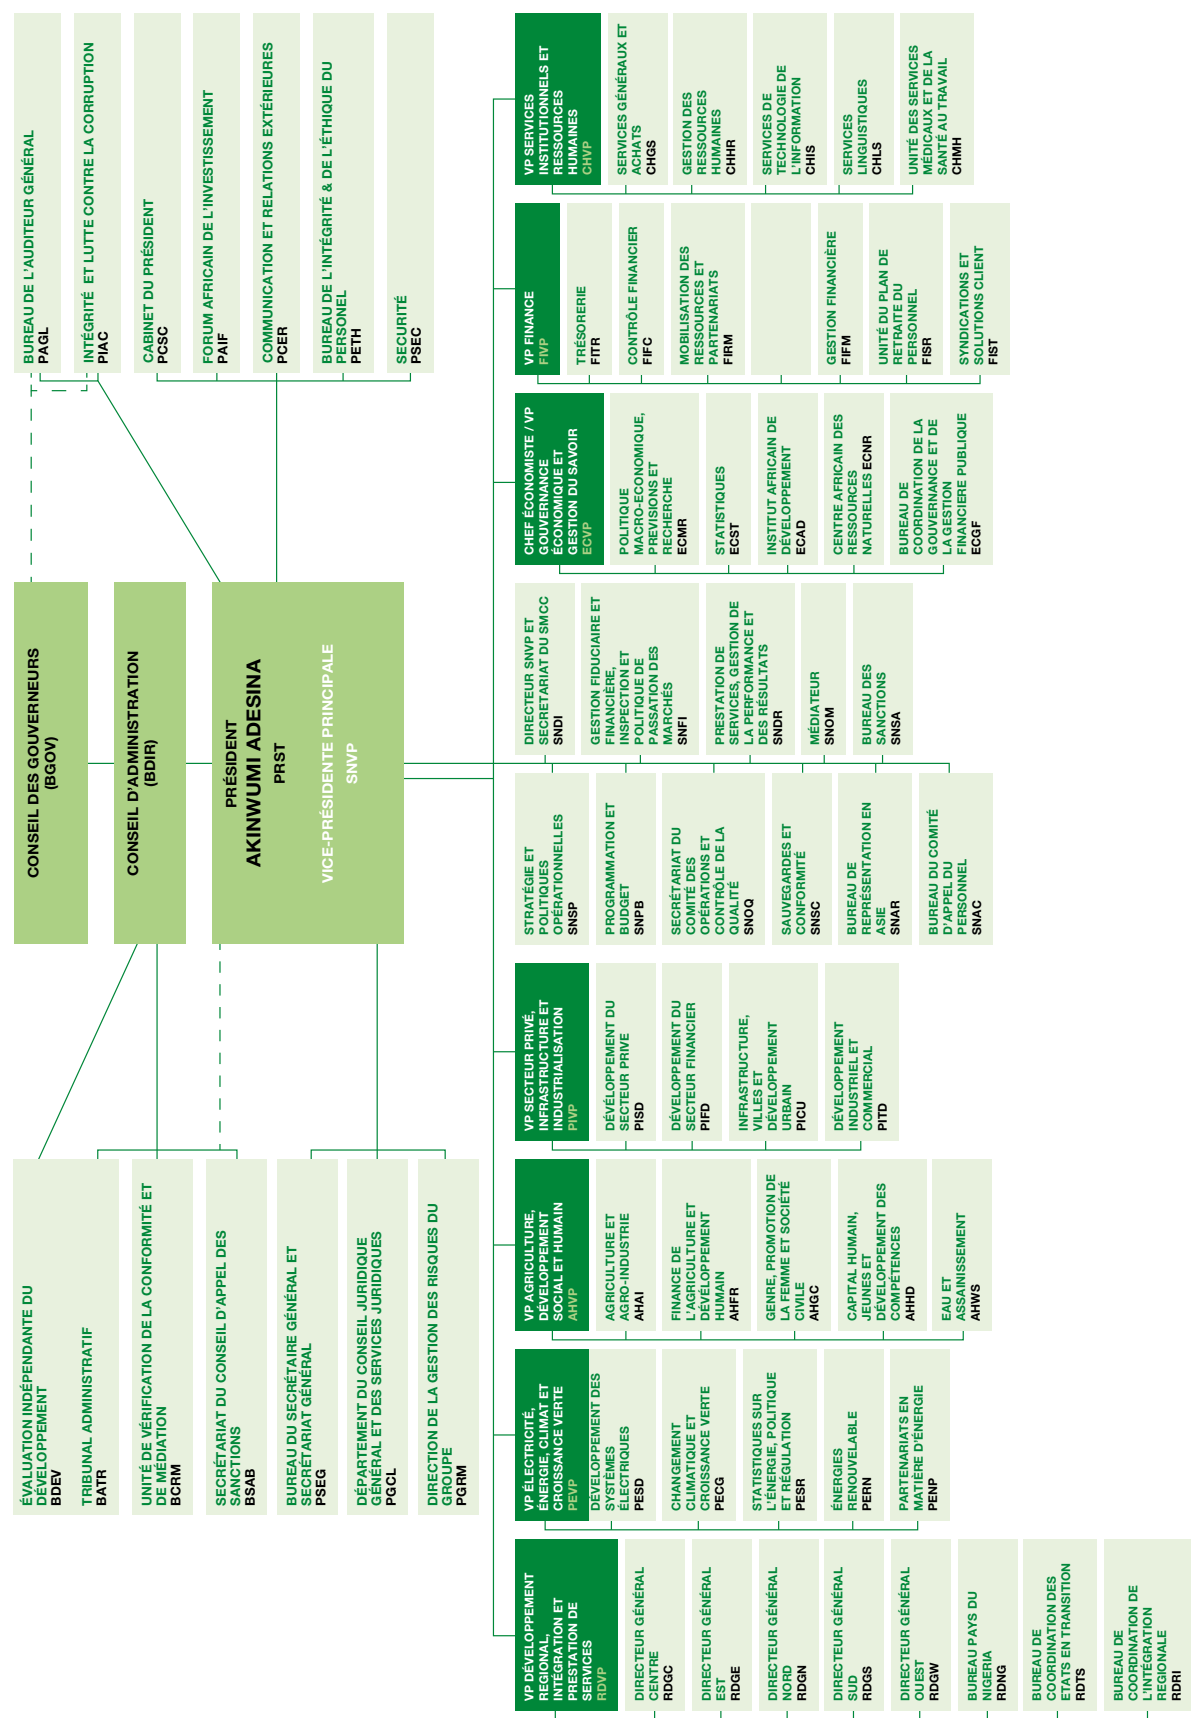 CONSEIL DES GOUVERNEURS
(BGOV)
CONSEIL D'ADMINISTRATION
(BDIR)
PRÉSIDENT
AKINWUMI ADESINA
PRST
VICE-PRÉSIDENTE PRINCIPALE
SNVP
BUREAU DE L'AUDITEUR GÉNÉRAL
PAGL
INTÉGRITÉ ET LUTTE CONTRE LA CORRUPTION
PIAC
CABINET DU PRÉSIDENT
PCSC
FORUM AFRICAIN DE L'INVESTISSEMENT
PAIF
COMMUNICATION ET RELATIONS EXTÉRIEURES
PCER
BUREAU DE L'INTÉGRITÉ & DE L'ÉTHIQUE DU
PERSONEL
PETH
SECURITÉ
PSEC
ÉVALUATION INDÉPENDANTE DU
DÉVELOPPEMENT
BDEV
TRIBUNAL ADMINISTRATIF
BATR
UNITÉ DE VÉRIFICATION DE LA CONFORMITÉ ET
DE MÉDIATION
BCRM
SECRÉTARIAT DU CONSEIL D'APPEL DES
SANCTIONS
BSAB
BUREAU DU SECRÉTAIRE GÉNÉRAL ET
SECRÉTARIAT GÉNÉRAL
PSEG
DÉPARTEMENT DU CONSEIL JURIDIQUE
GÉNÉRAL ET DES SERVICES JURIDIQUES
PGCL
DIRECTION DE LA GESTION DES RISQUES DU
GROUPE
PGRM
VP DÉVELOPPEMENT
REGIONAL,
INTÉGRATION ET
PRESTATION DE
SERVICES
RDVP
DIRECTEUR GÉNÉRAL
CENTRE
RDGC
DIRECTEUR GÉNÉRAL
EST
RDGE
DIRECTEUR GÉNÉRAL
NORD
RDGN
DIRECTEUR GÉNÉRAL
SUD
RDGS
DIRECTEUR GÉNÉRAL
OUEST
RDGW
BUREAU PAYS DU
NIGERIA
RDNG
BUREAU DE
COORDINATION DES
ETATS EN TRANSITION
RDTS
BUREAU DE
COORDINATION DE
L'INTÉGRATION
REGIONALE
RDRI
VP ÉLECTRICITÉ,
ÉNERGIE, CLIMAT ET
CROISSANCE VERTE
PEVP
DÉVELOPPEMENT DES
SYSTÈMES
ÉLECTRIQUES
PESD
CHANGEMENT
CLIMATIQUE ET
CROISSANCE VERTE
PECG
STATISTIQUES SUR
L'ÉNERGIE, POLITIQUE
ET RÉGULATION
PESR
ÉNERGIES
RENOUVELABLE
PERN
PARTENARIATS EN
MATIÈRE D'ÉNERGIE
PENP
VP AGRICULTURE,
DÉVELOPPEMENT
SOCIAL ET HUMAIN
AHVP
AGRICULTURE ET
AGRO-INDUSTRIE
AHAI
FINANCE DE
L'AGRICULTURE ET
DÉVELOPPEMENT
HUMAIN
AHFR
GENRE, PROMOTION DE
LA FEMME ET SOCIÉTÉ
CIVILE
AHGC
CAPITAL HUMAIN,
JEUNES ET
DÉVELOPPEMENT DES
COMPÉTENCES
AHHD
EAU ET
ASSAINISSEMENT
AHWS
VP SECTEUR PRIVÉ,
INFRASTRUCTURE ET
INDUSTRIALISATION
PIVP
DÉVÉLOPPEMENT DU
SECTEUR PRIVE
PISD
DÉVELOPPEMENT DU
SECTEUR FINANCIER
PIFD
INFRASTRUCTURE,
VILLES ET
DÉVELOPPEMENT
URBAIN
PICU
DÉVELOPPEMENT
INDUSTRIEL ET
COMMERCIAL
PITD
STRATÉGIE ET
POLITIQUES
OPÉRATIONNELLES
SNSP
PROGRAMMATION ET
BUDGET
SNPB
SECRÉTARIAT DU
COMITÉ DES
OPÉRATIONS ET
CONTRÔLE DE LA
QUALITÉ
SNOQ
SAUVEGARDES ET
CONFORMITÉ
SNSC
BUREAU DE
REPRÉSENTATION EN
ASIE
SNAR
BUREAU DU COMITÉ
D'APPEL DU
PERSONNEL
SNAC
DIRECTEUR SNVP ET
SECRETARIAT DU SMCC
SNDI
GESTION FIDUCIAIRE ET
FINANCIÈRE,
INSPECTION ET
POLITIQUE DE
PASSATION DES
MARCHÉS
SNFI
PRESTATION DE
SERVICES, GESTION DE
LA PERFORMANCE ET
DES RÉSULTATS
SNDR
MÉDIATEUR
SNOM
BUREAU DES
SANCTIONS
SNSA
CHEF ÉCONOMISTE / VP
GOUVERNANCE
ÉCONOMIQUE ET
GESTION DU SAVOIR
ECVP
POLITIQUE
MACRO-ECONOMIQUE,
PREVISIONS ET
RECHERCHE
ECMR
STATISTIQUES
ECST
INSTITUT AFRICAIN DE
DÉVELOPPEMENT
ECAD
CENTRE AFRICAIN DES
RESSOURCES
NATURELLES ECNR
BUREAU DE
COORDINATION DE LA
GOUVERNANCE ET DE
LA GESTION
FINANCIERE PUBLIQUE
ECGF
VP FINANCE
FIVP
TRÉSORERIE
FITR
CONTRÔLE FINANCIER
FIFC
MOBILISATION DES
RESSOURCES ET
PARTENARIATS
FIRM
GESTION FINANCIÈRE
FIFM
UNITÉ DU PLAN DE
RETRAITE DU
PERSONNEL
FISR
SYNDICATIONS ET
SOLUTIONS CLIENT
FIST
VP SERVICES
INSTITUTIONNELS ET
RESSOURCES
HUMAINES
CHVP
SERVICES GÉNÉRAUX ET
ACHATS
CHGS
GESTION DES
RESSOURCES
HUMAINES
CHHR
SERVICES DE
TECHNOLOGIE DE
L'INFORMATION
CHIS
SERVICES
LINGUISTIQUES
CHLS
UNITÉ DES SERVICES
MÉDICAUX ET DE LA
SANTÉ AU TRAVAIL
CHMH